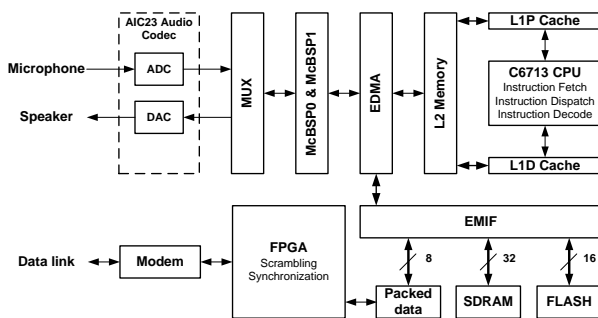 AIC23 Audio
Codec
Microphone
ADC
Speaker
DAC
MUX
McBSP0 & McBSP1
EDMA
L2 Memory
L1P Cache
C6713 CPU
Instruction Fetch
Instruction Dispatch
Instruction Decode
L1D Cache
EMIF
8
32
16
Data link
Modem
FPGA
Scrambling
Synchronization
Packed
data
SDRAM
FLASH